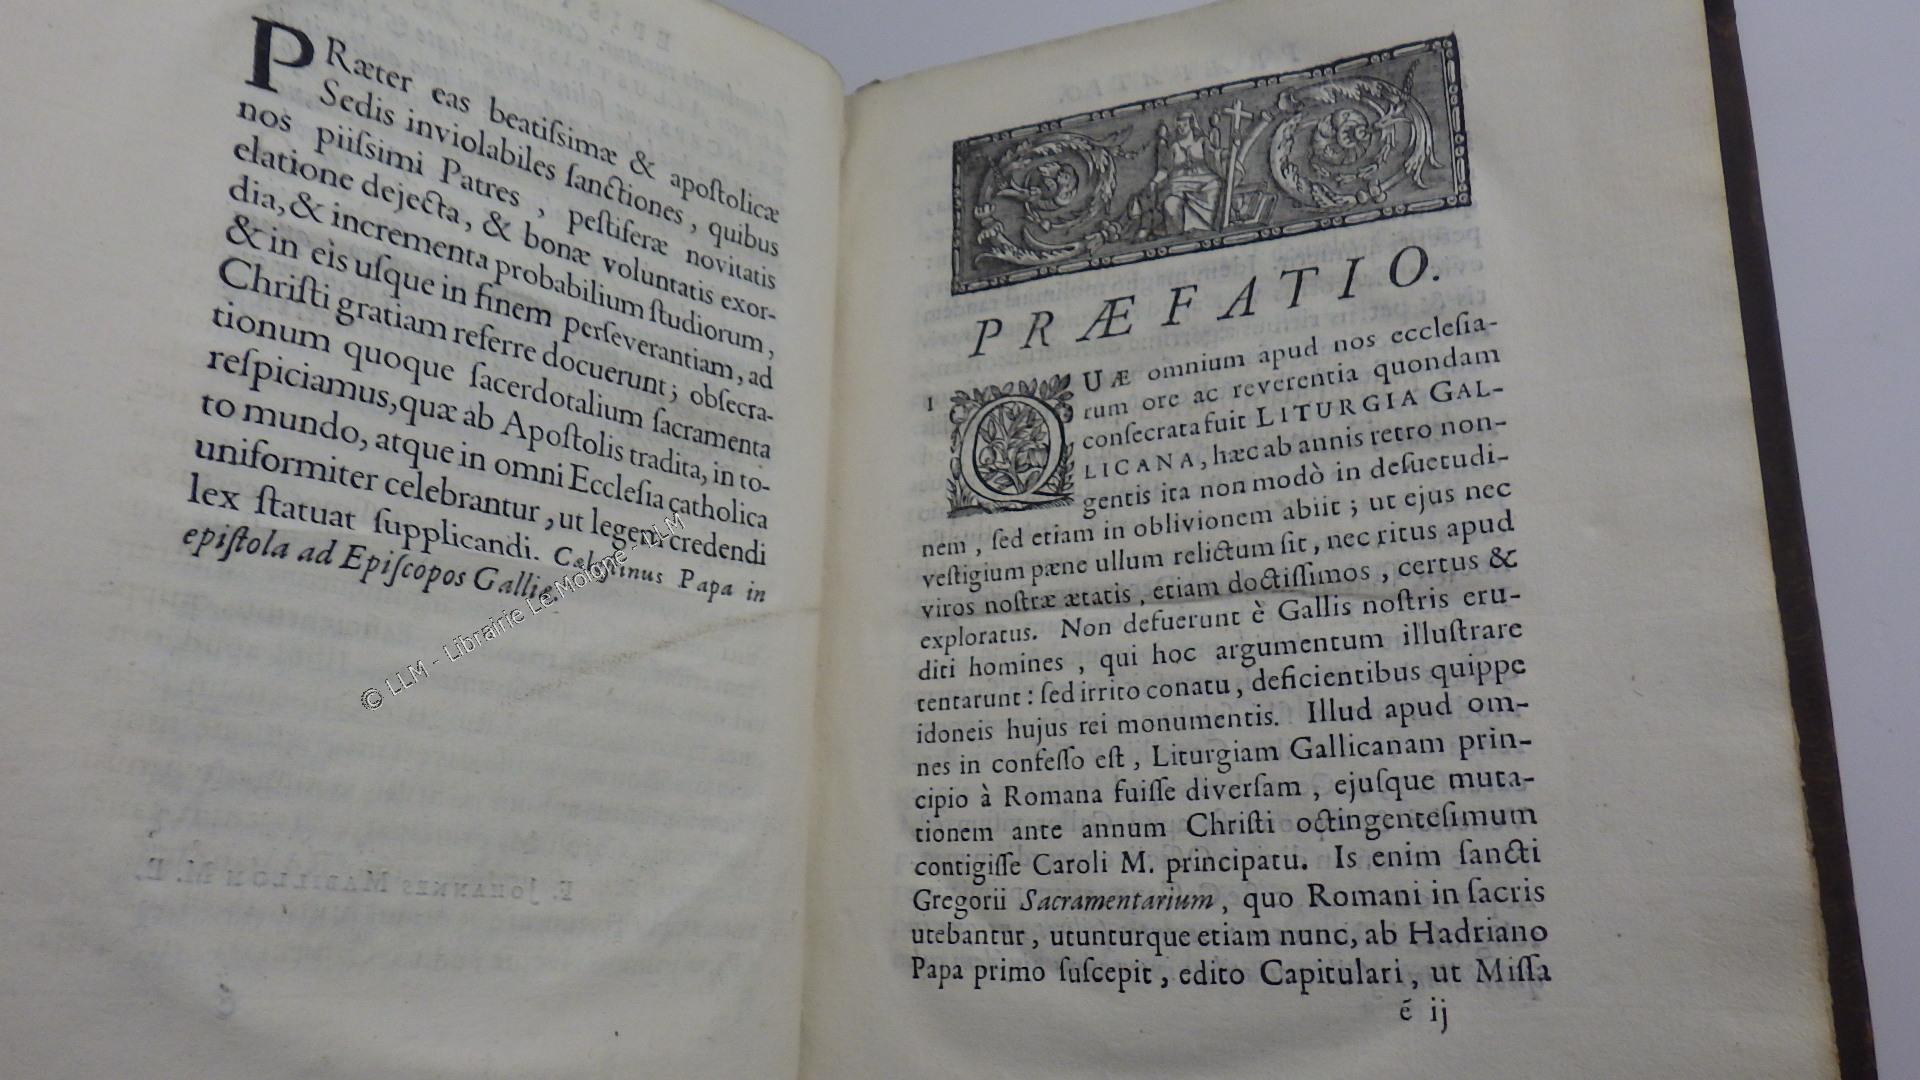 PRæter eas beatiſsimæ & apoſtolicæ
Sedis inviolabiles ſanctiones, quibus
nos piiſsimi Patres, peſtiferæ novitatis
elatione dejecta, & bonæ voluntatis exor-
dia, & incrementa probabilium ſtudiorum,
& in eis uſque in finem perſeverantiam, ad
Chriſti gratiam referre docuerunt; obſecra-
tionum quoque ſacerdotalium ſacramenta
reſpiciamus, quæ ab Apoſtolis tradita, in to-
to mundo, atque in omni Eccleſia catholica
uniformiter celebrantur, ut legem credendi
lex ſtatuat ſupplicandi. Cæleſtinus Papa in
epiſtola ad Epiſcopos Galliæ.
© LLM - Librairie Le Moigne - LLM
F. JOHANNES MABILLON M. B.
é
PRÆFATIO.
1 QUÆ omnium apud nos eccleſia-
rum ore ac reverentia quondam
conſecrata fuit LITURGIA GAL-
LICANA, hæc ab annis retro non-
gentis ita non modò in deſuetudi-
nem, ſed etiam in oblivionem abiit; ut ejus nec
veſtigium pæne ullum relictum ſit, nec ritus apud
viros noſtræ ætatis, etiam doctiſſimos, certus &
exploratus. Non defuerunt è Gallis noſtris eru-
diti homines, qui hoc argumentum illuſtrare
tentarunt: ſed irrito conatu, deficientibus quippe
idoneis hujus rei monumentis. Illud apud om-
nes in confeſſo eſt, Liturgiam Gallicanam prin-
cipio à Romana fuiſſe diverſam, ejuſque muta-
tionem ante annum Chriſti octingenteſimum
contigiſſe Caroli M. principatu. Is enim ſancti
Gregorii Sacramentarium, quo Romani in ſacris
utebantur, utunturque etiam nunc, ab Hadriano
Papa primo ſuſcepit, edito Capitulari, ut Miſſa
é ij